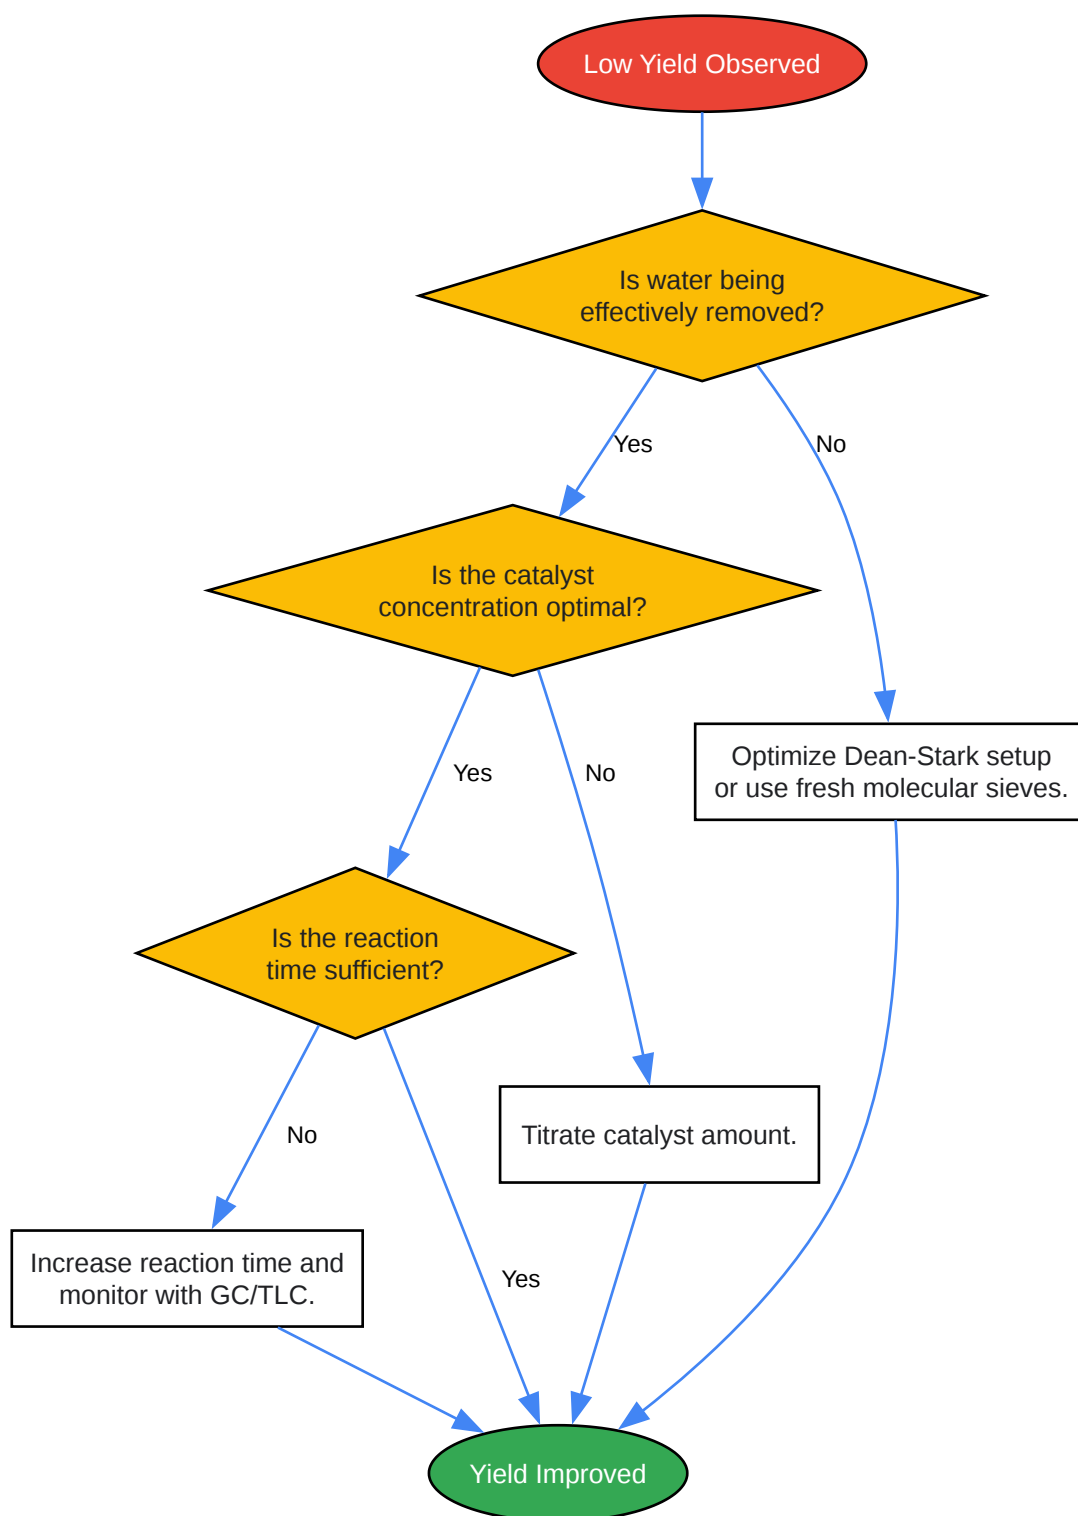 Low Yield Observed
Is water being
effectively removed?
Yes
No
Is the catalyst
concentration optimal?
Optimize Dean-Stark setup
or use fresh molecular sieves.
Yes
No
Is the reaction
time sufficient?
No
Titrate catalyst amount.
Increase reaction time and
monitor with GC/TLC.
Yes
Yield Improved